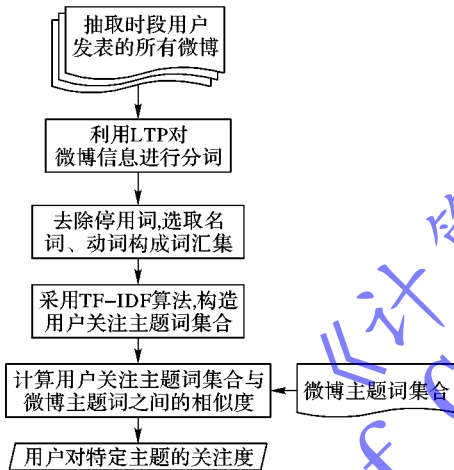 抽取时段用户
发表的所有微博
利用LTP对
微博信息进行分词
去除停用词,选取名
词、动词构成词汇集
采用TF-IDF算法,构造
用户关注主题词集合
计算用户关注主题词集合与
微博主题词之间的相似度
微博主题词集合
用户对特定主题的关注度
《计